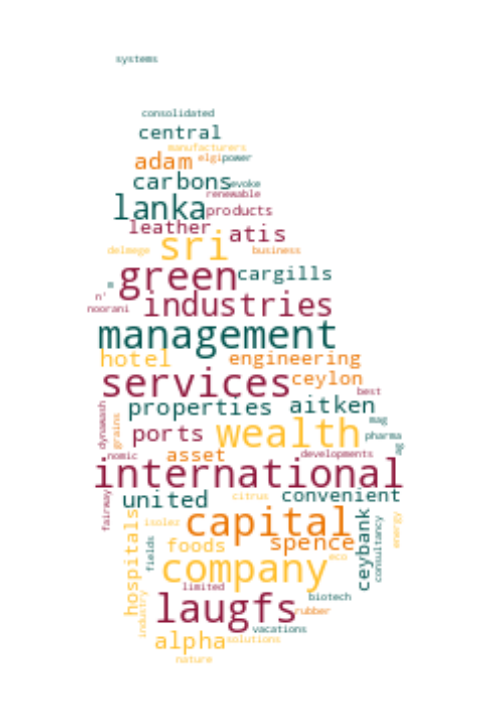 systems
consolidated
central
manufacturers
adam elgi power
carbons evoke
renewable
lanka products
leather atis
sri
delmege business
green cargills
n'
noorani industries
management
hotel engineering
services ceylon
best
properties aitken
dynawash grains ports wealth mag
pharma
ag
asset developments
nomic
international
united citrus convenient
fairway isolez capital
hospitals fields foods spence ceybank consultancy energy
eco
company
limited
biotech
industry laugfs rubber
vacations
alpha solutions
nature